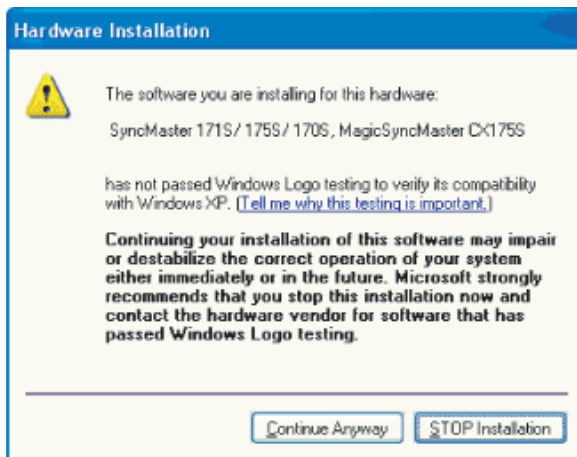 Hardware Installation
The software you are installing for this hardware:
SyncMaster 171S/ 175S/ 170S, MagicSyncMaster CX175S
has not passed Windows Logo testing to verify its compatibility
with Windows XP. (Tell me why this testing is important.)
Continuing your installation of this software may impair
or destabilize the correct operation of your system
either immediately or in the future. Microsoft strongly
recommends that you stop this installation now and
contact the hardware vendor for software that has
passed Windows Logo testing.
Continue Anyway
STOP Installation